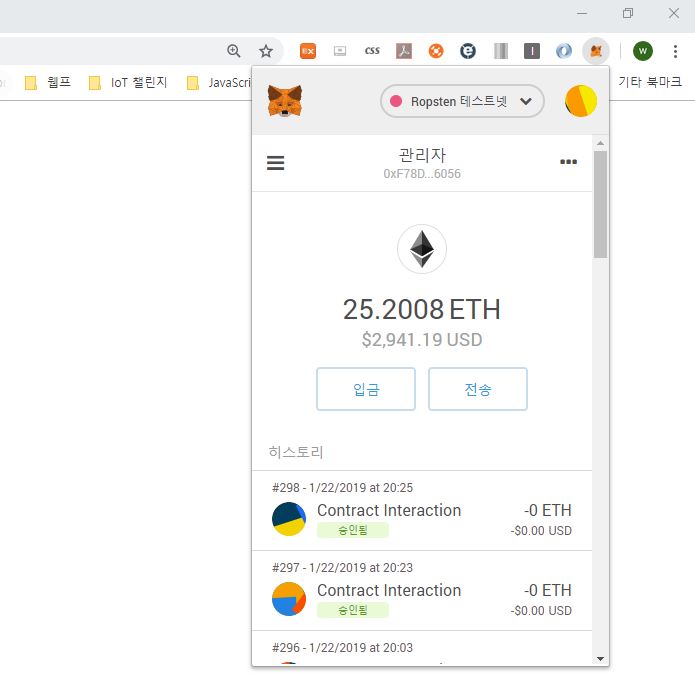 웹프 IoT 챌린지 JavaScri 기타 북마크
css W
Ropsten 테스트넷
관리자
0xF78D...6056
25.2008 ETH
$2,941.19 USD
입금 전송
히스토리
#298 - 1/22/2019 at 20:25
Contract Interaction -0 ETH
승인됨 -$0.00 USD
#297 - 1/22/2019 at 20:23
Contract Interaction -0 ETH
승인됨 -$0.00 USD
#296 - 1/22/2019 at 20:03